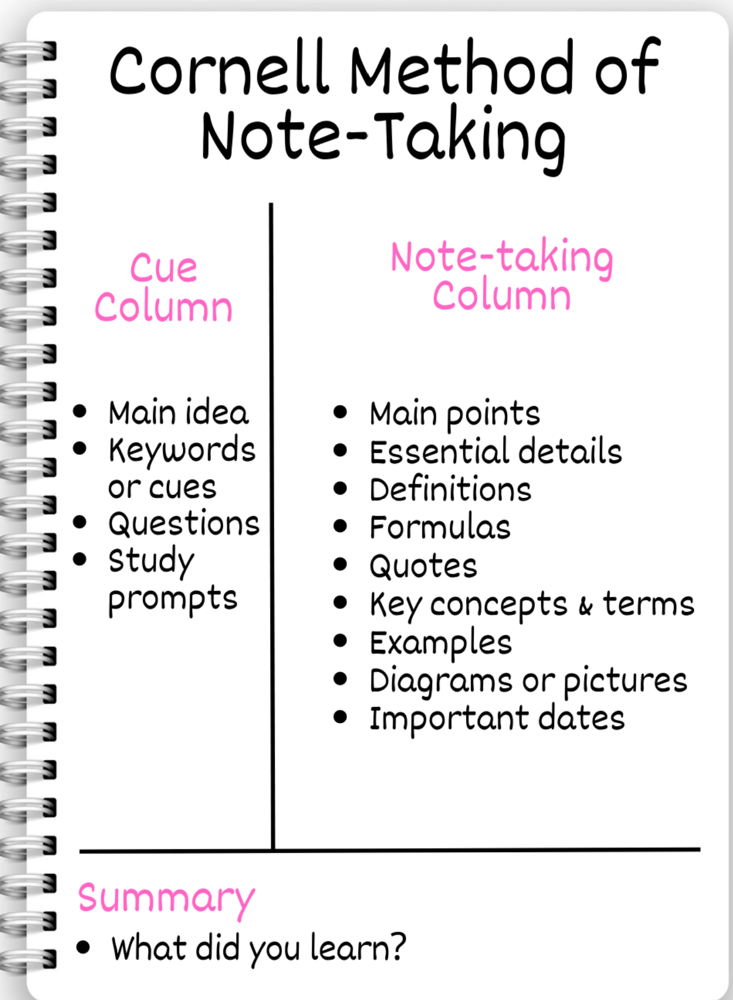 Cornell Method of
Note-Taking
Cue
Column
• Main idea
• Keywords
or cues
• Questions
• Study
prompts
Note-taking
Column
• Main points
• Essential details
• Definitions
• Formulas
• Quotes
• Key concepts & terms
• Examples
• Diagrams or pictures
• Important dates
Summary
• What did you learn?